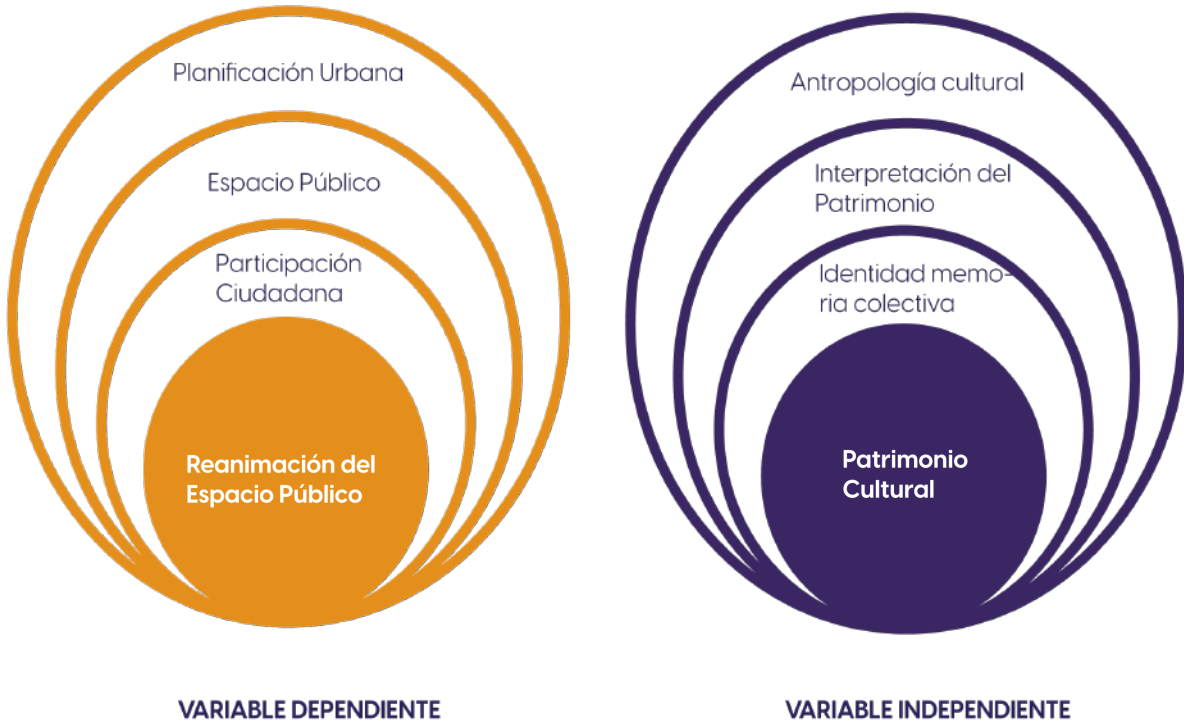 Planificación Urbana
Espacio Público
Participación
Ciudadana
Reanimación del
Espacio Público
VARIABLE DEPENDIENTE
Antropología cultural
Interpretación del
Patrimonio
Identidad memo-
ria colectiva
Patrimonio
Cultural
VARIABLE INDEPENDIENTE